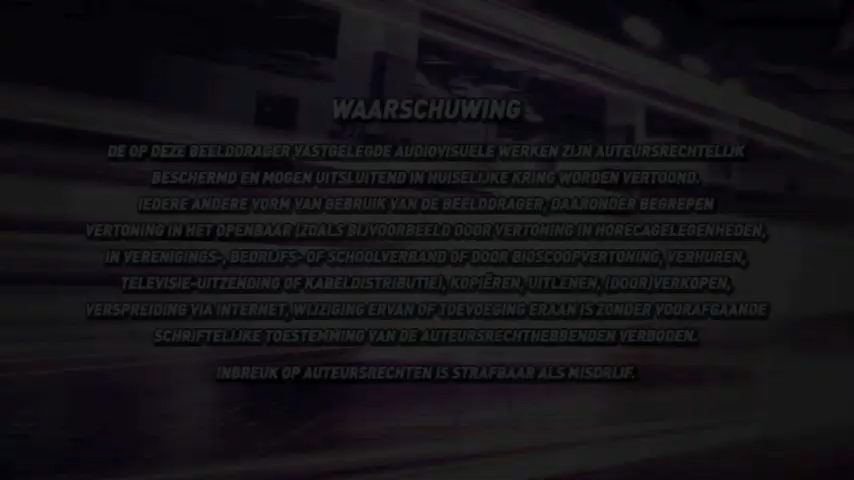 WAARSCHUWING
DE OP DEZE BEELDDRAGER VASTGELEGDE AUDIOVISUELE WERKEN ZIJN AUTEURSRECHTELIJK
BESCHERMD EN MOGEN UITSLUITEND IN HUISELIJKE KRING WORDEN VERTOOND.
IEDERE ANDERE VORM VAN GEBRUIK VAN DE BEELDDRAGER, DAARONDER BEGREPEN
VERTONING IN HET OPENBAAR (ZOALS BIJVOORBEELD DOOR VERTONING IN HORECAGELEGENHEDEN,
IN VERENIGINGS-, BEDRIJFS- OF SCHOOLVERBAND OF DOOR BIOSCOOPVERTONING, VERHUREN,
TELEVISIE-UITZENDING OF KABELDISTRIBUTIE), KOPIËREN, UITLENEN, (DOOR)VERKOPEN,
VERSPREIDING VIA INTERNET, WIJZIGING ERVAN OF TOEVOEGING ERAAN IS ZONDER VOORAFGAANDE
SCHRIFTELIJKE TOESTEMMING VAN DE AUTEURSRECHTHEBBENDEN VERBODEN.
INBREUK OP AUTEURSRECHTEN IS STRAFBAAR ALS MISDRIJF.